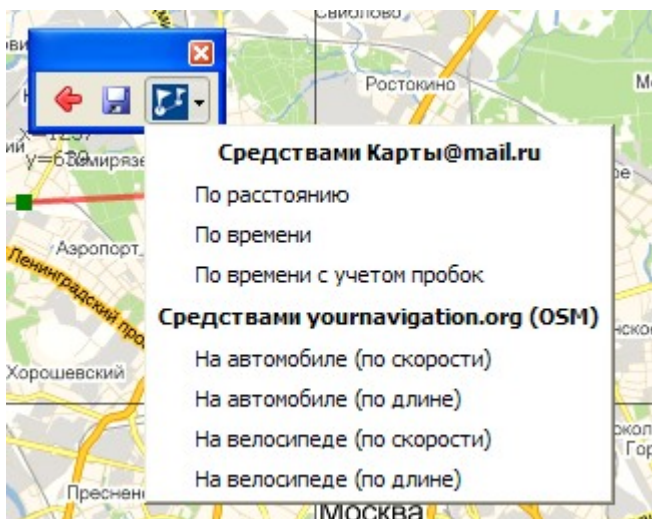 Свиблово
Ростокино
y=639
Средствами Карты@mail.ru
По расстоянию
По времени
Аэропорт
По времени с учетом пробок
Ленинградский
Средствами yournavigation.org (OSM)
На автомобиле (по скорости)
Хорошевский
На автомобиле (по длине)
На велосипеде (по скорости)
На велосипеде (по длине)
Москва